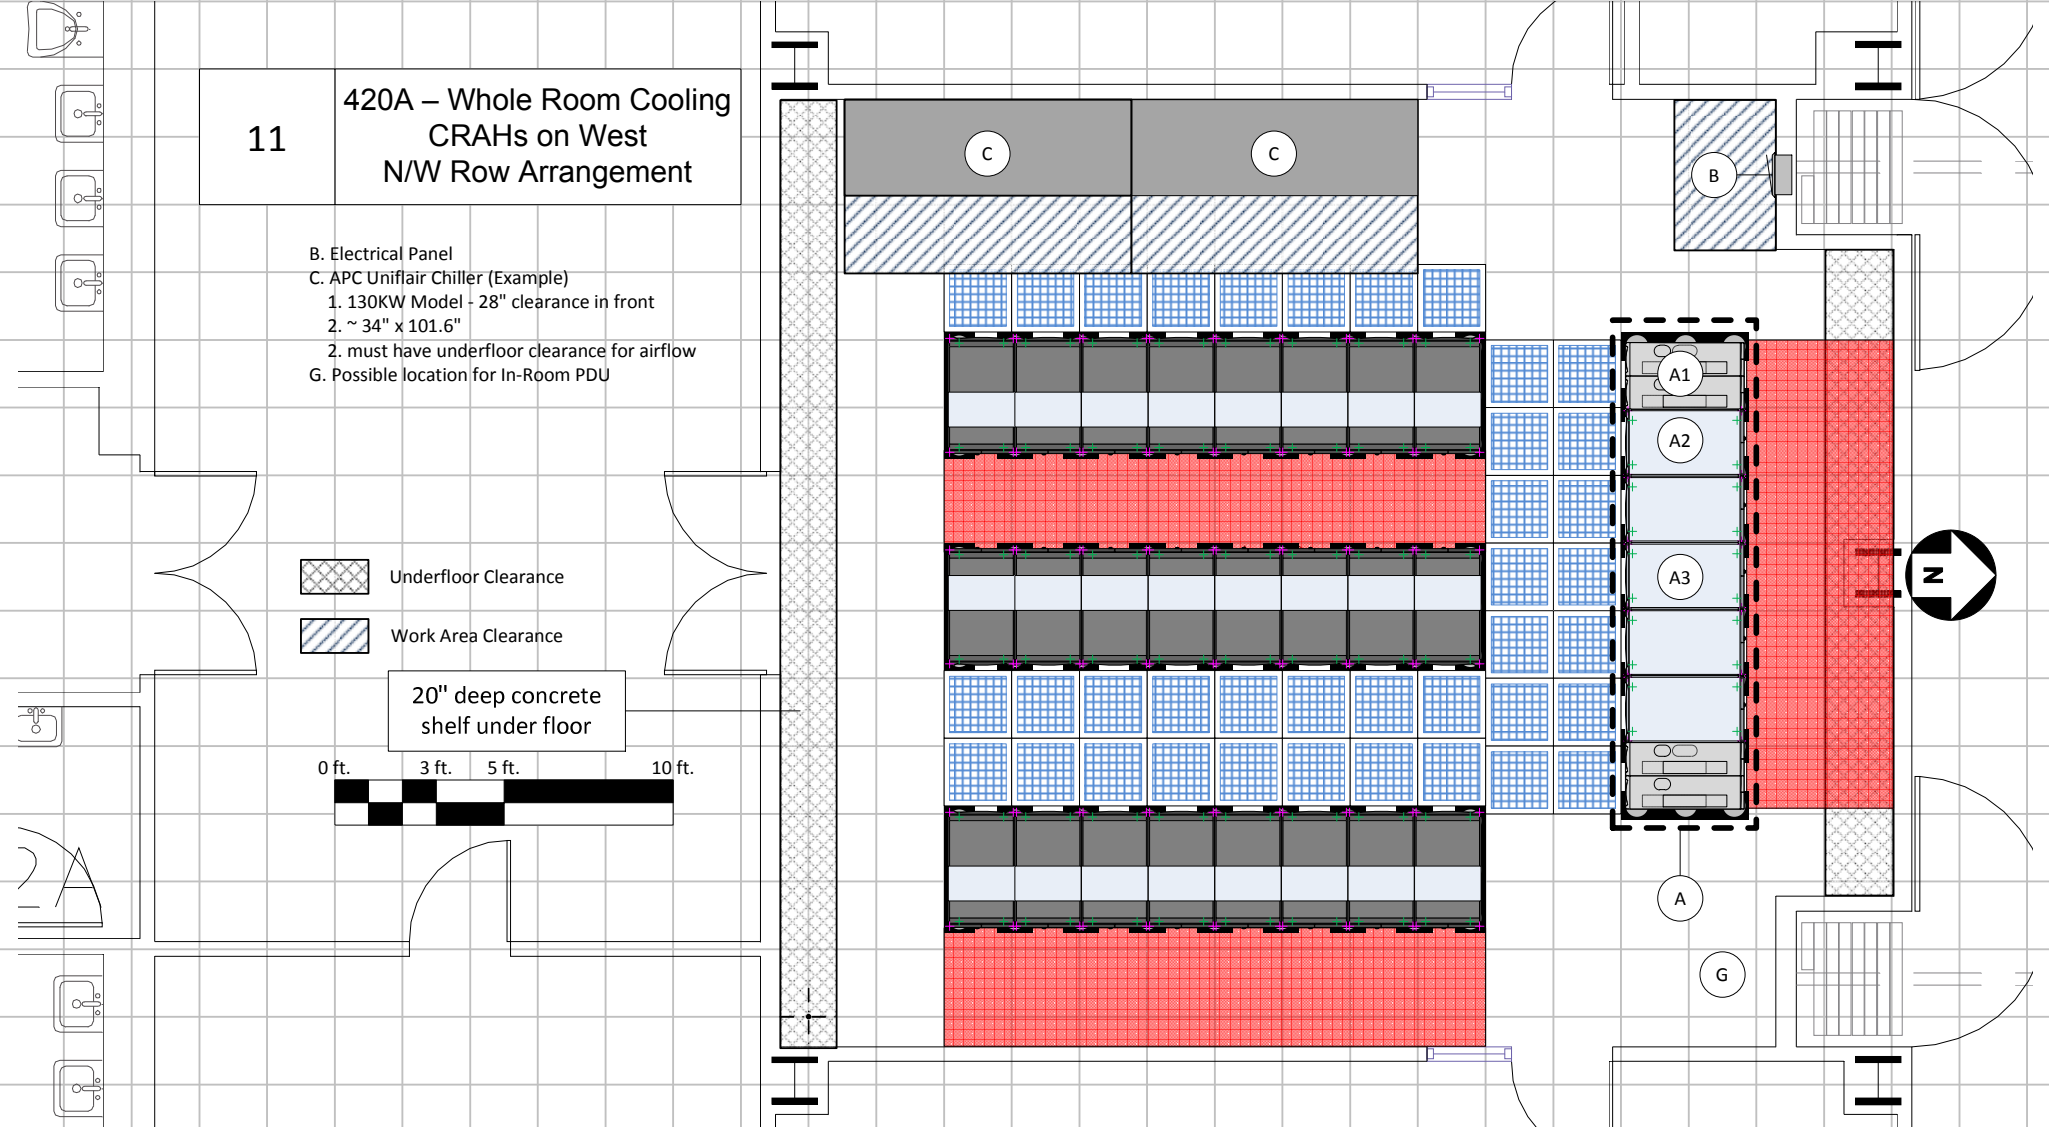 11
420A – Whole Room Cooling
CRAHs on West
N/W Row Arrangement
B. Electrical Panel
C. APC Uniflair Chiller (Example)
1. 130KW Model - 28" clearance in front
2. ~ 34" x 101.6"
2. must have underfloor clearance for airflow
G. Possible location for In-Room PDU
Underfloor Clearance
Work Area Clearance
20" deep concrete
shelf under floor
0 ft.
3 ft.
5 ft.
10 ft.
C
C
B
A1
A2
A3
A
G
N